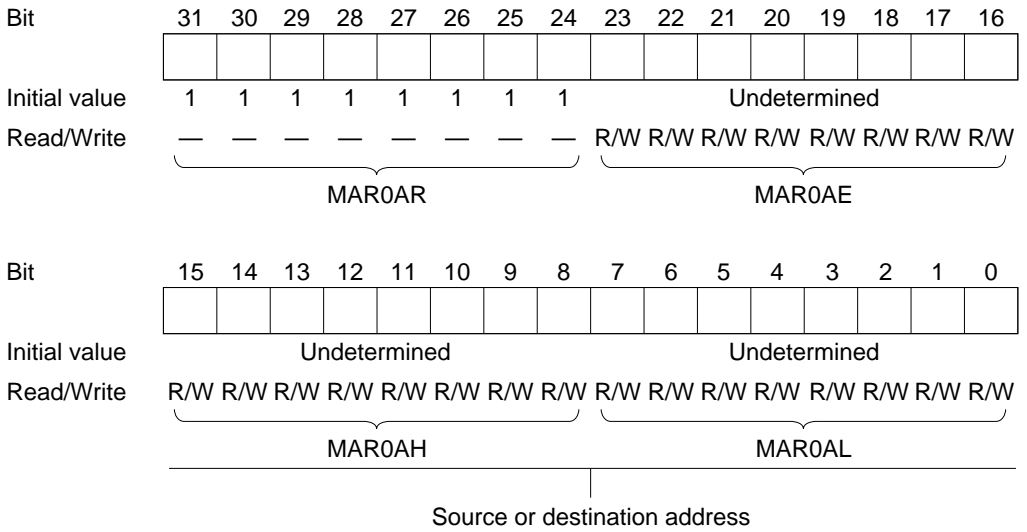 Bit 31 30 29 28 27 26 25 24 23 22 21 20 19 18 17 16
Initial value 1 1 1 1 1 1 1 1 Undetermined
Read/Write — — — — — — — — R/W R/W R/W R/W R/W R/W R/W R/W
MAR0AR MAR0AE
Bit 15 14 13 12 11 10 9 8 7 6 5 4 3 2 1 0
Initial value Undetermined Undetermined
Read/Write R/W R/W R/W R/W R/W R/W R/W R/W R/W R/W R/W R/W R/W R/W R/W R/W
MAR0AH MAR0AL
Source or destination address